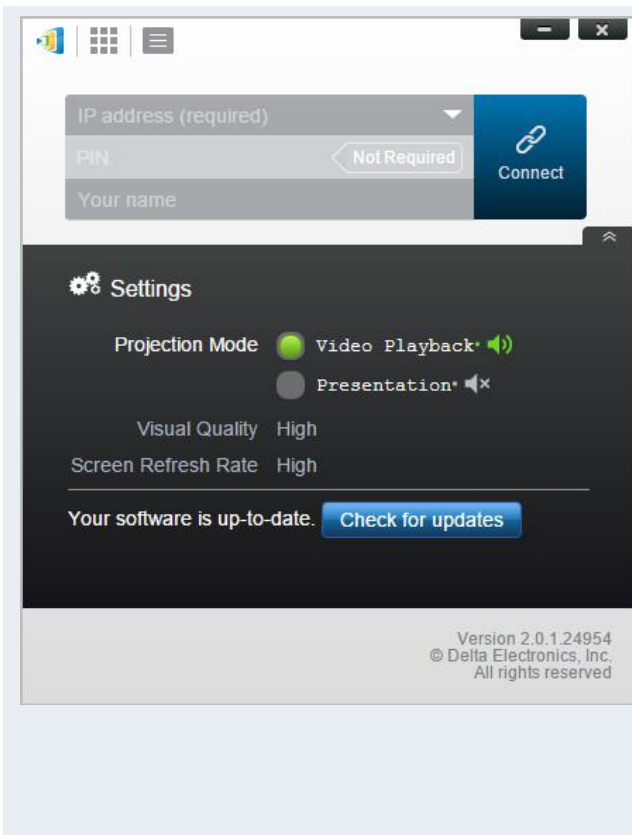 IP address (required)
PIN:
Not Required
Connect
Your name
Settings
Projection Mode
Video Playback
Presentation
Visual Quality High
Screen Refresh Rate High
Your software is up-to-date. Check for updates
Version 2.0.1.24954
© Delta Electronics, Inc.
All rights reserved